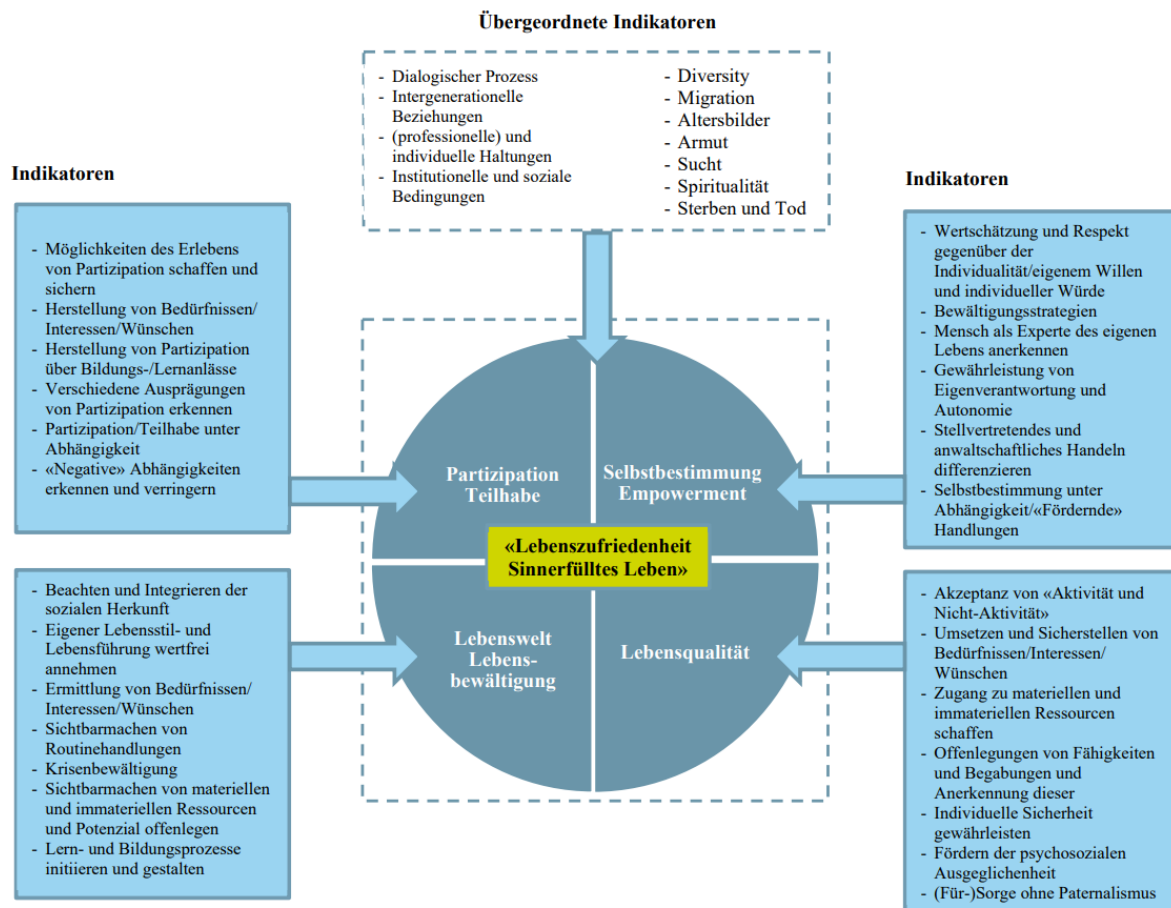 Übergeordnete Indikatoren
- Dialogischer Prozess
- Intergenerationelle
Beziehungen
- (professionelle) und
individuelle Haltungen
- Institutionelle und soziale
Bedingungen
- Diversity
- Migration
- Altersbilder
- Armut
- Sucht
- Spiritualität
- Sterben und Tod
Indikatoren
- Möglichkeiten des Erlebens
von Partizipation schaffen und
sichern
- Herstellung von Bedürfnissen/
Interessen/Wünschen
- Herstellung von Partizipation
über Bildungs-/Lernanlässe
- Verschiedene Ausprägungen
von Partizipation erkennen
- Partizipation/Teilhabe unter
Abhängigkeit
- «Negative» Abhängigkeiten
erkennen und verringern
Indikatoren
- Wertschätzung und Respekt
gegenüber der
Individualität/eigenem Willen
und individueller Würde
- Bewältigungsstrategien
- Mensch als Experte des eigenen
Lebens anerkennen
- Gewährleistung von
Eigenverantwortung und
Autonomie
- Stellvertretendes und
anwaltschaftliches Handeln
differenzieren
- Selbstbestimmung unter
Abhängigkeit/«Fördernde»
Handlungen
Partizipation
Teilhabe
Selbstbestimmung
Empowerment
«Lebenszufriedenheit
Sinnerfülltes Leben»
Lebenswelt
Lebens-
bewältigung
Lebensqualität
- Beachten und Integrieren der
sozialen Herkunft
- Eigener Lebensstil- und
Lebensführung wertfrei
annehmen
- Ermittlung von Bedürfnissen/
Interessen/Wünschen
- Sichtbarmachen von
Routinehandlungen
- Krisenbewältigung
- Sichtbarmachen von materiellen
und immateriellen Ressourcen
und Potenzial offenlegen
- Lern- und Bildungsprozesse
initiieren und gestalten
- Akzeptanz von «Aktivität und
Nicht-Aktivität»
- Umsetzen und Sicherstellen von
Bedürfnissen/Interessen/
Wünschen
- Zugang zu materiellen und
immateriellen Ressourcen
schaffen
- Offenlegungen von Fähigkeiten
und Begabungen und
Anerkennung dieser
- Individuelle Sicherheit
gewährleisten
- Fördern der psychosozialen
Ausgeglichenheit
- (Für-)Sorge ohne Paternalismus